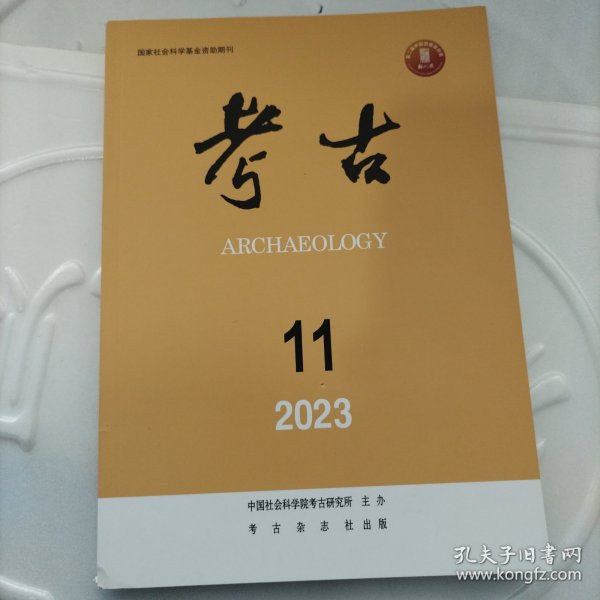 国家社会科学基金资助期刊
考古
ARCHAEOLOGY
11
2023
中国社会科学院考古研究所 主办
考古杂志社出版
孔夫子旧书网
www.kongfz.com